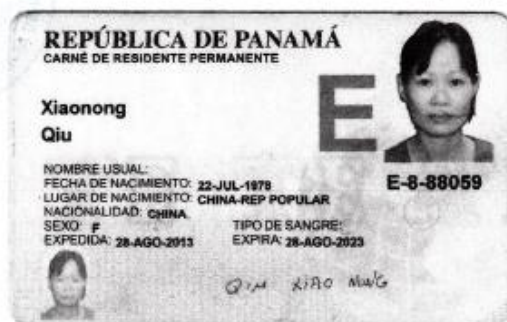 REPÚBLICA DE PANAMÁ
CARNÉ DE RESIDENTE PERMANENTE
E
Xiaonong
Qiu
NOMBRE USUAL:
FECHA DE NACIMIENTO: 22-JUL-1978
LUGAR DE NACIMIENTO: CHINA-REP POPULAR
NACIONALIDAD: CHINA
SEXO: F TIPO DE SANGRE:
EXPEDIDA: 28-AGO-2013 EXPIRA: 28-AGO-2023
E-8-88059
XIAO